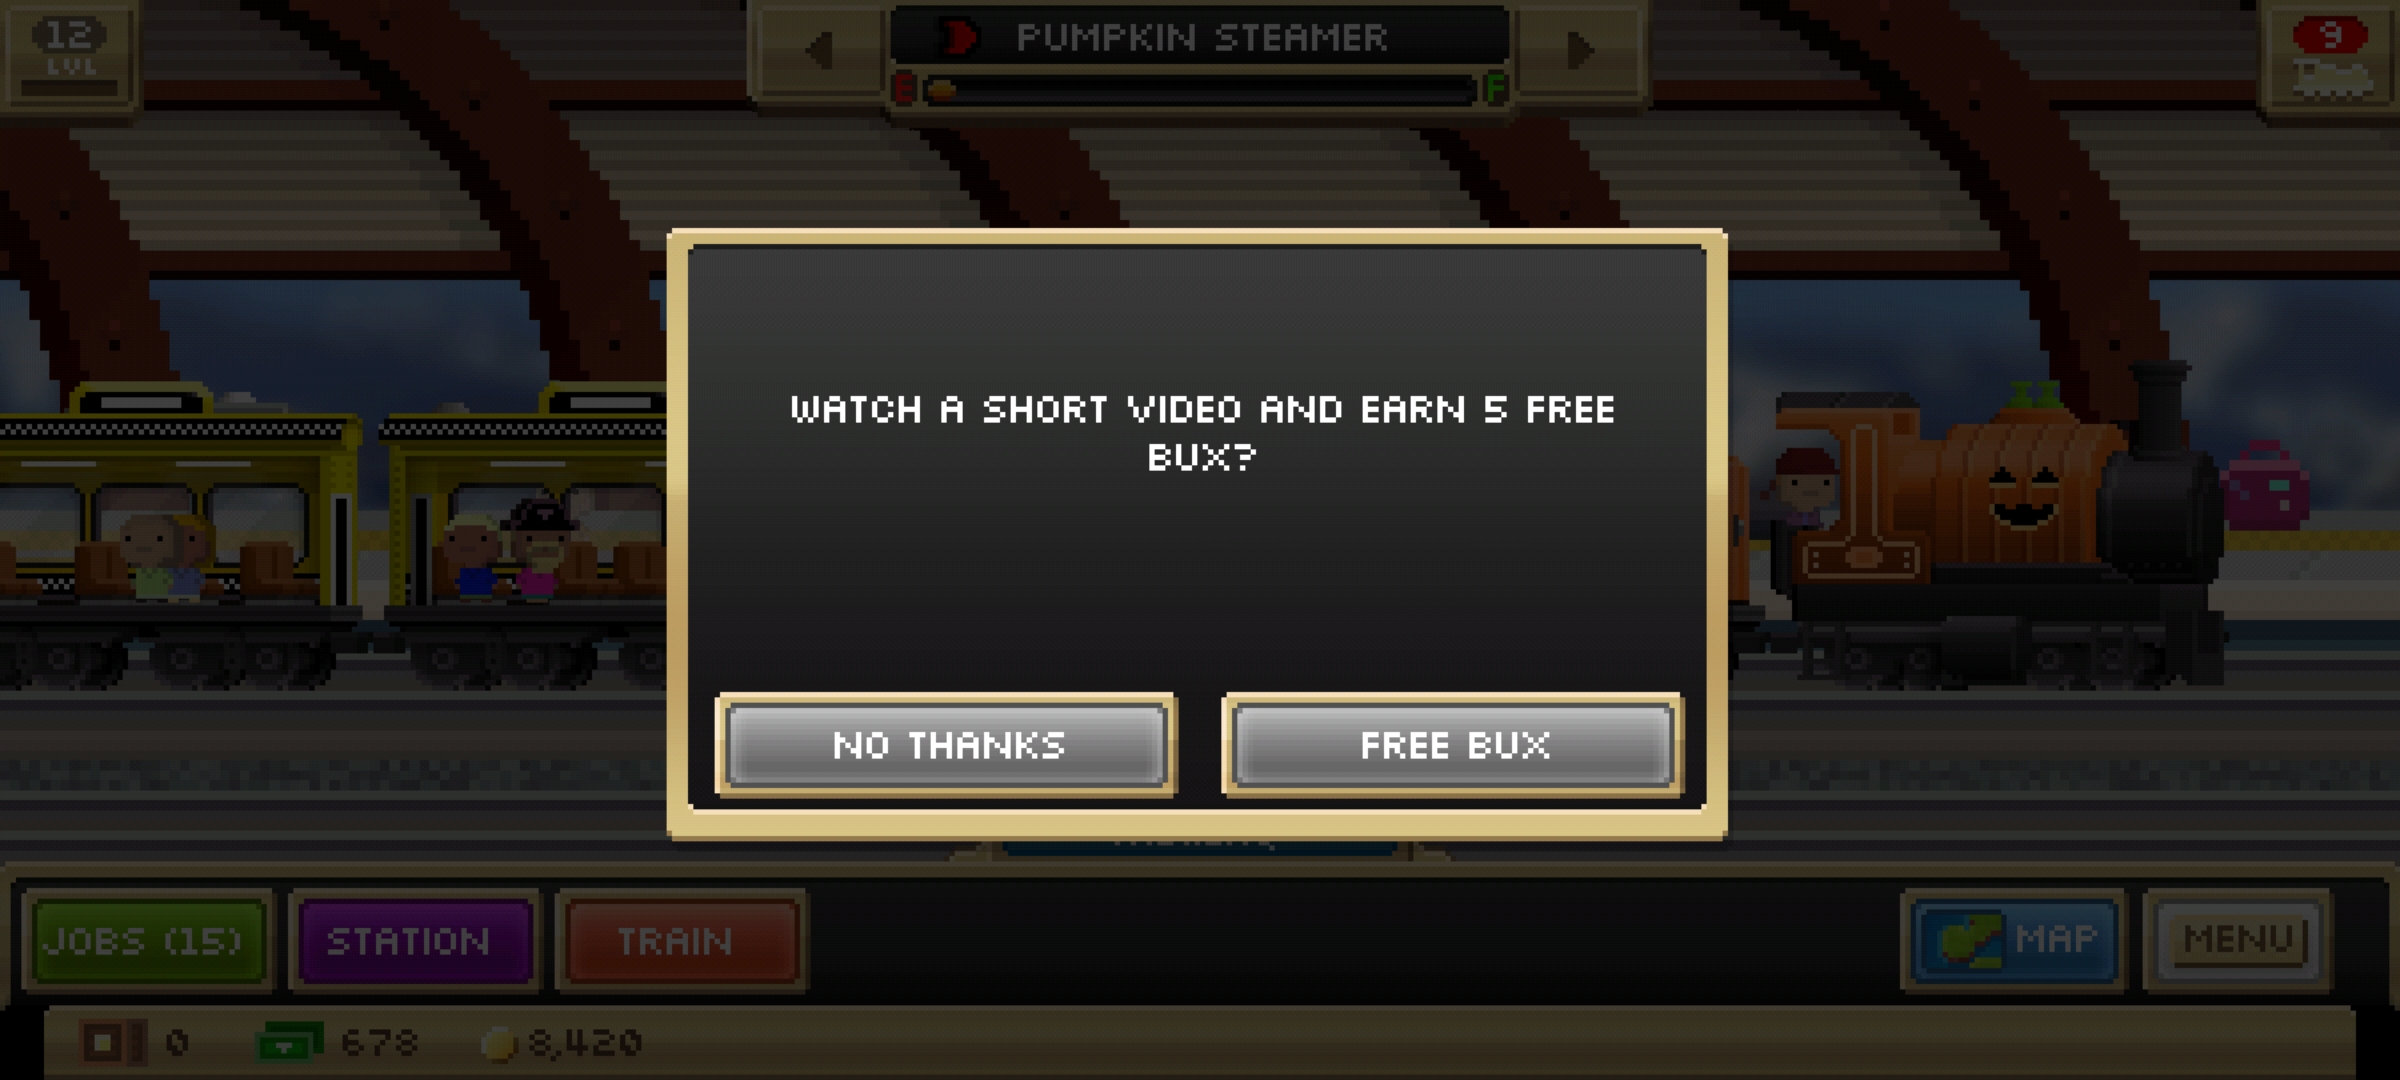 12
LVL
PUMPKIN STEAMER
E F
9
WATCH A SHORT VIDEO AND EARN 5 FREE
BUX?
NO THANKS
FREE BUX
JOBS (15)
STATION
TRAIN
MAP
MENU
0
678
8,420